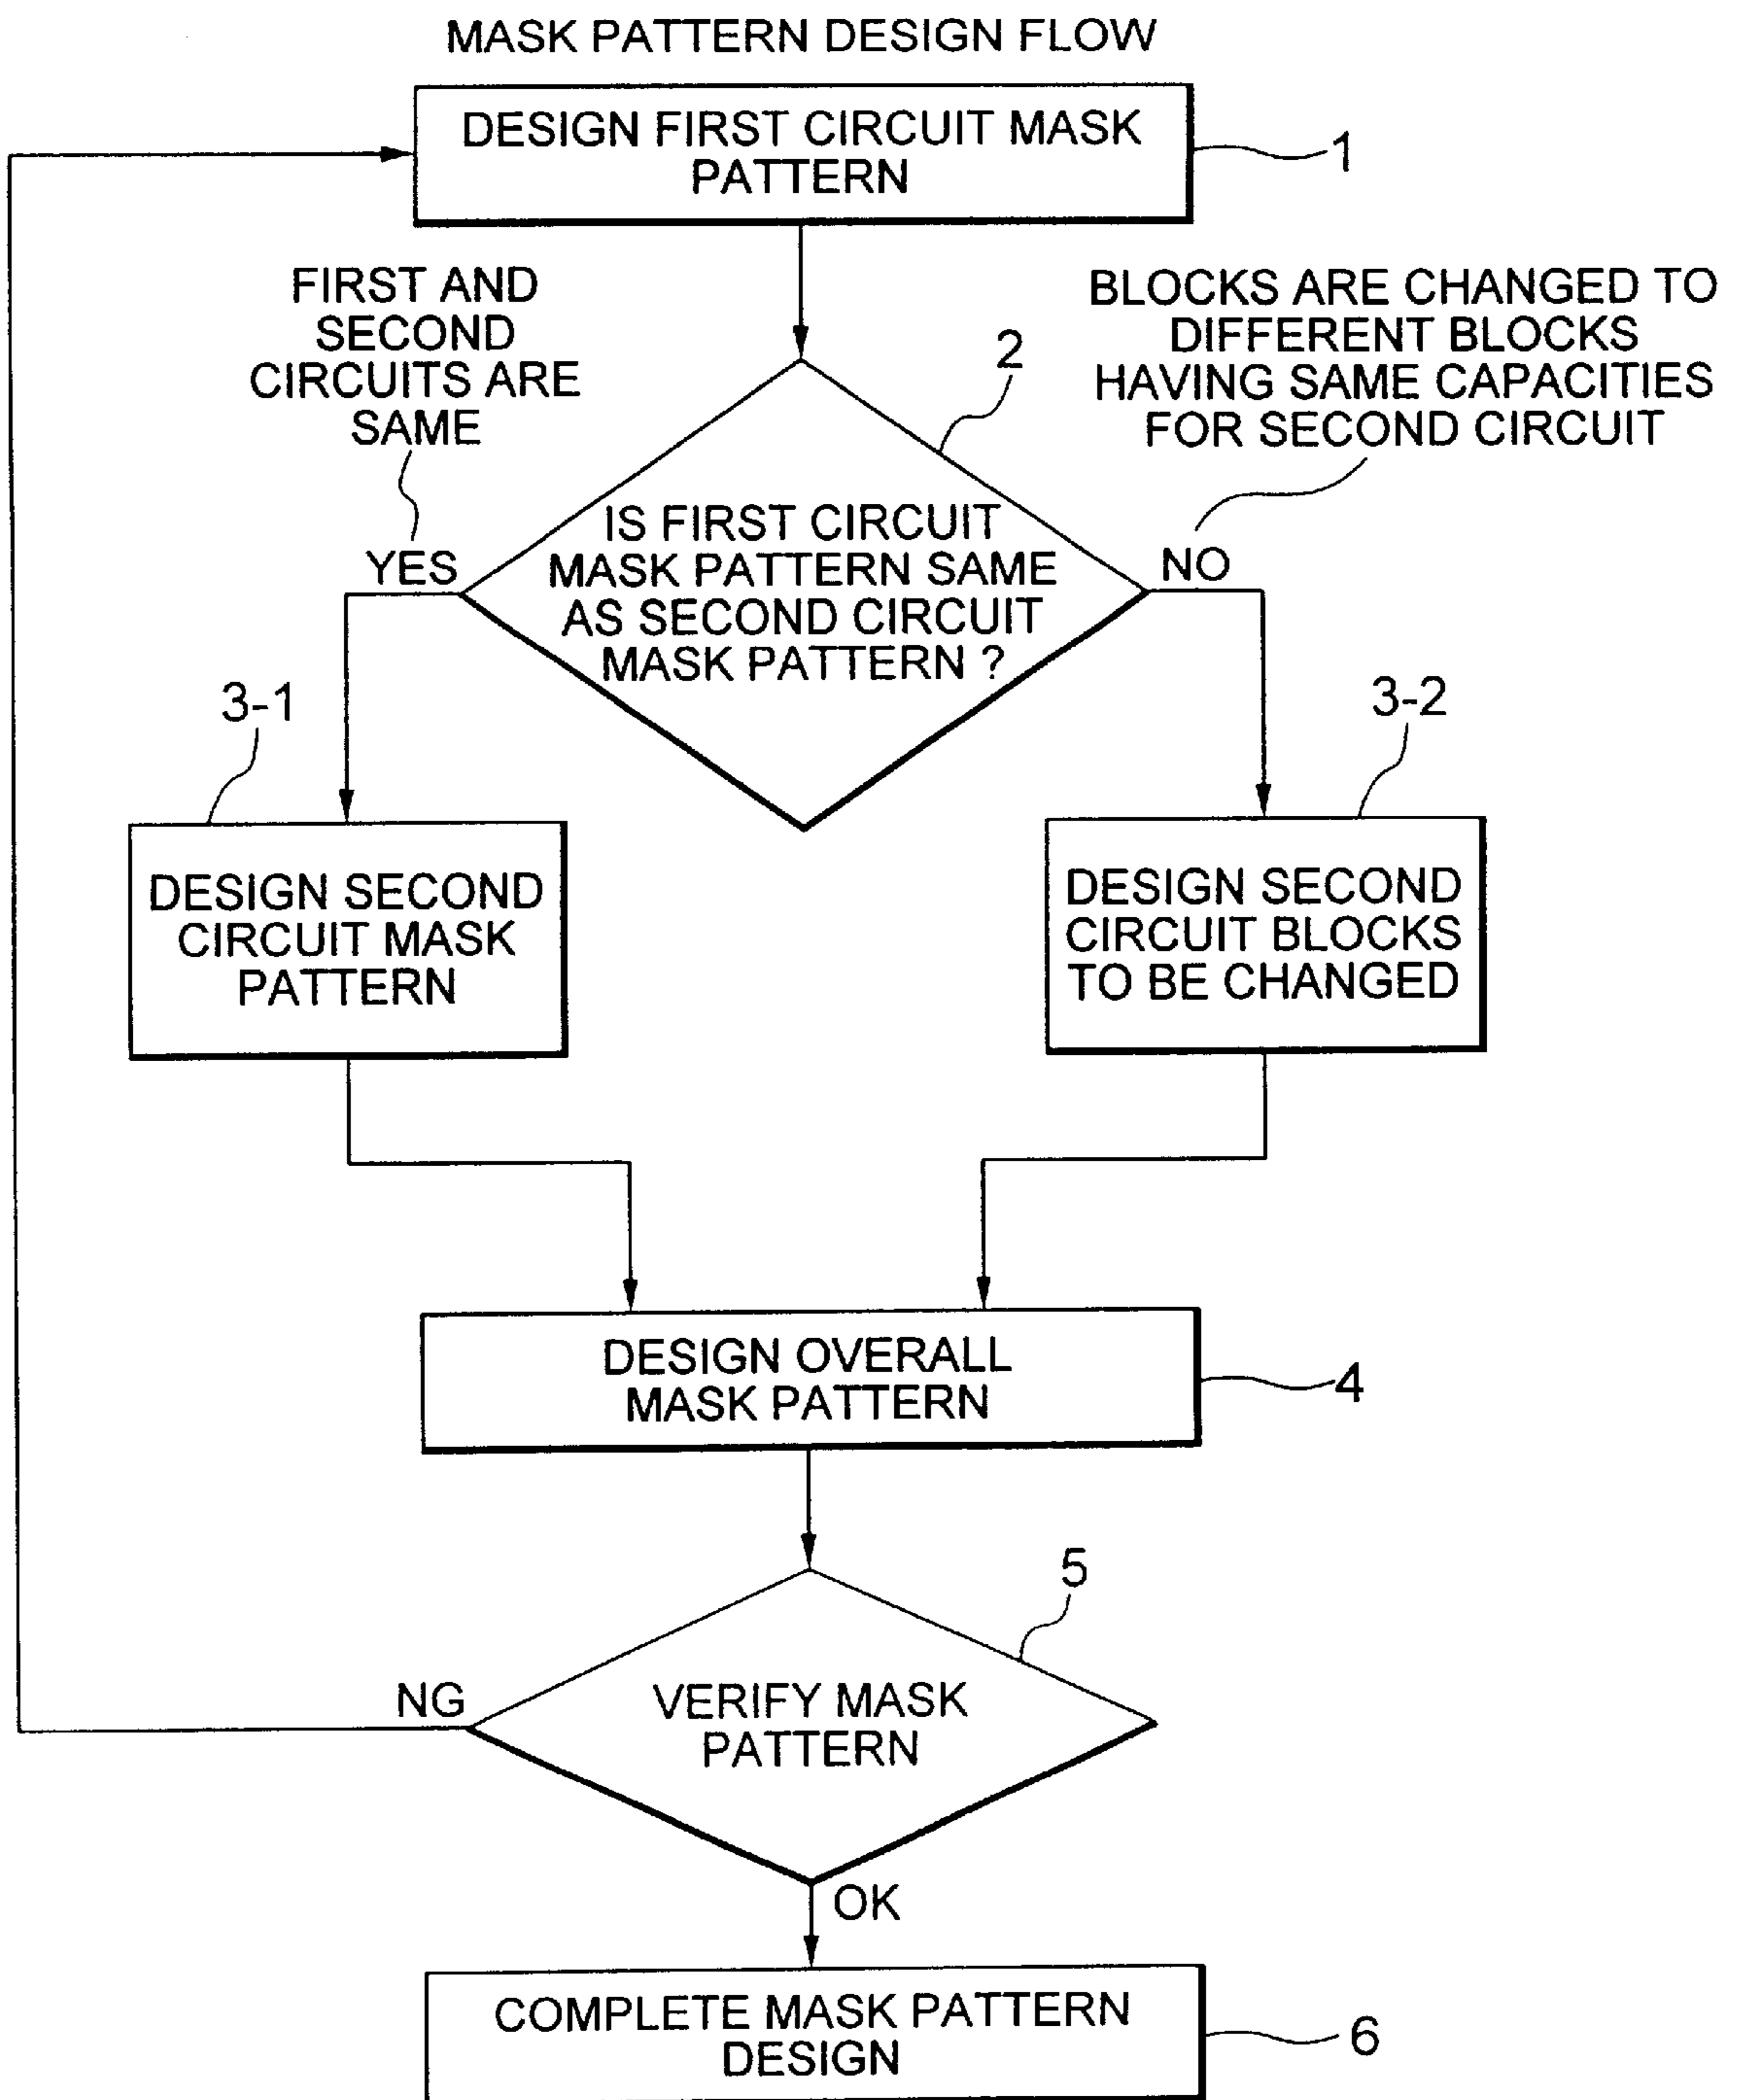 MASK PATTERN DESIGN FLOW
DESIGN FIRST CIRCUIT MASK
PATTERN
1
FIRST AND
SECOND
CIRCUITS ARE
SAME
BLOCKS ARE CHANGED TO
DIFFERENT BLOCKS
HAVING SAME CAPACITIES
FOR SECOND CIRCUIT
2
YES
IS FIRST CIRCUIT
MASK PATTERN SAME
AS SECOND CIRCUIT
MASK PATTERN ?
NO
3-1
3-2
DESIGN SECOND
CIRCUIT MASK
PATTERN
DESIGN SECOND
CIRCUIT BLOCKS
TO BE CHANGED
DESIGN OVERALL
MASK PATTERN
4
5
NG
VERIFY MASK
PATTERN
OK
COMPLETE MASK PATTERN
DESIGN
6